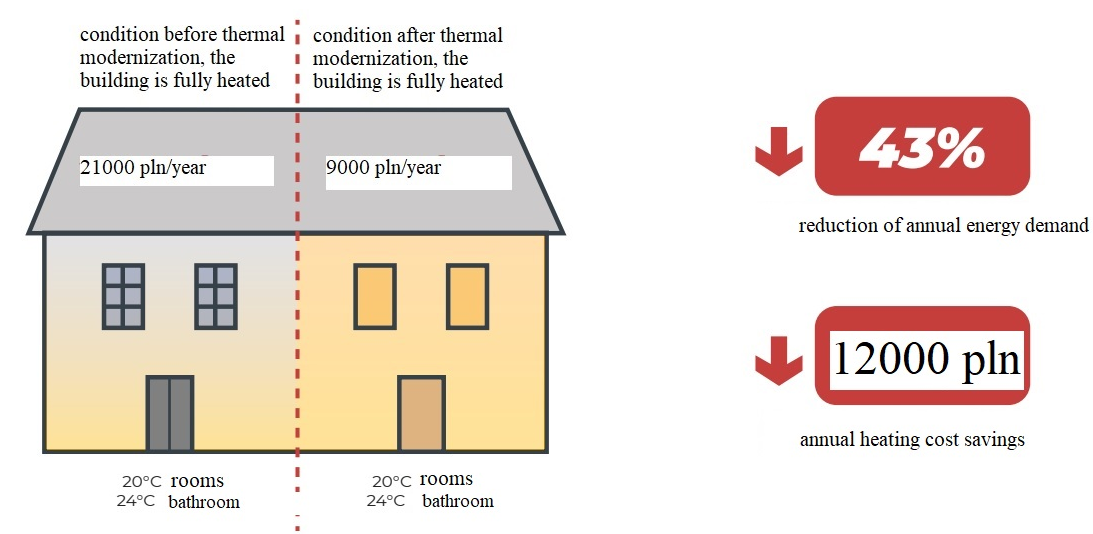 condition before thermal
modernization, the
building is fully heated
condition after thermal
modernization, the
building is fully heated
21000 pln/year
9000 pln/year
20°C rooms
24°C bathroom
20°C rooms
24°C bathroom
43%
reduction of annual energy demand
12000 pln
annual heating cost savings